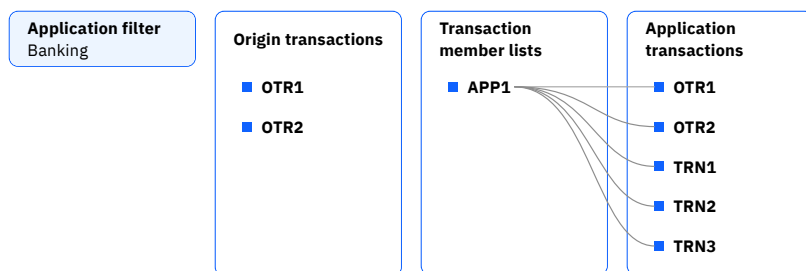 Application filter
Banking
Origin transactions
OTR1
OTR2
Transaction
member lists
APP1
Application
transactions
OTR1
OTR2
TRN1
TRN2
TRN3